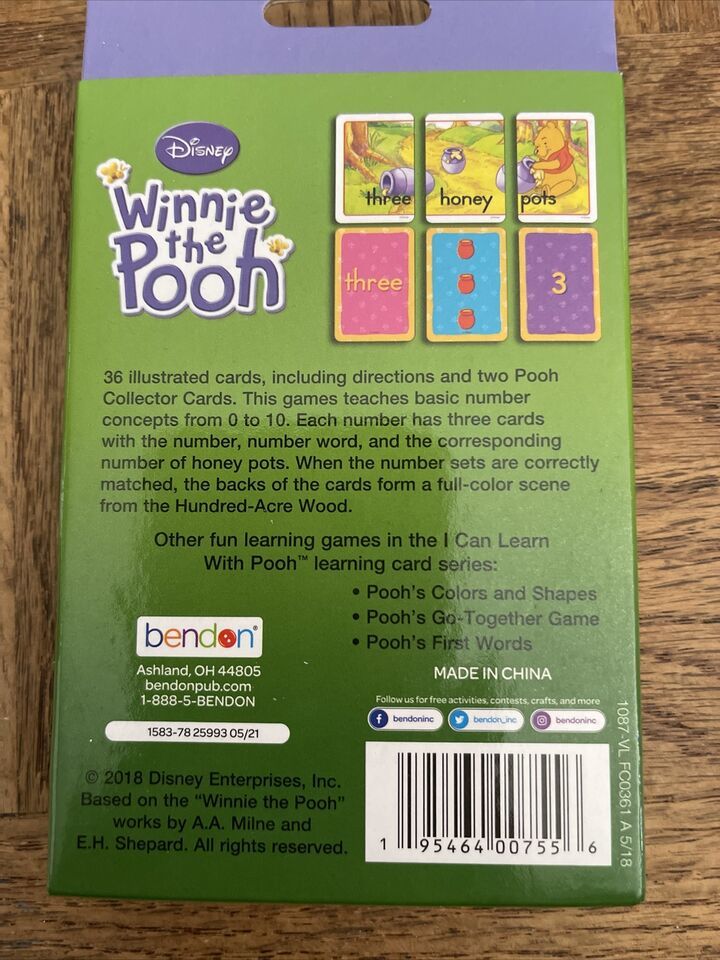 Disney
Winnie
the
Pooh
three honey pots
three
3
36 illustrated cards, including directions and two Pooh
Collector Cards. This games teaches basic number
concepts from 0 to 10. Each number has three cards
with the number, number word, and the corresponding
number of honey pots. When the number sets are correctly
matched, the backs of the cards form a full-color scene
from the Hundred-Acre Wood.
Other fun learning games in the I Can Learn
With Pooh™ learning card series:
• Pooh's Colors and Shapes
• Pooh's Go-Together Game
• Pooh's First Words
bendon®
Ashland, OH 44805
bendonpub.com
1-888-5-BENDON
1583-78 25993 05/21
MADE IN CHINA
Follow us for free activities, contests, crafts, and more
bendoninc
bendon_inc
bendoninc
© 2018 Disney Enterprises, Inc.
Based on the “Winnie the Pooh”
works by A.A. Milne and
E.H. Shepard. All rights reserved.
1 95464 00755 6
1087-VL FC0361 A 5/18